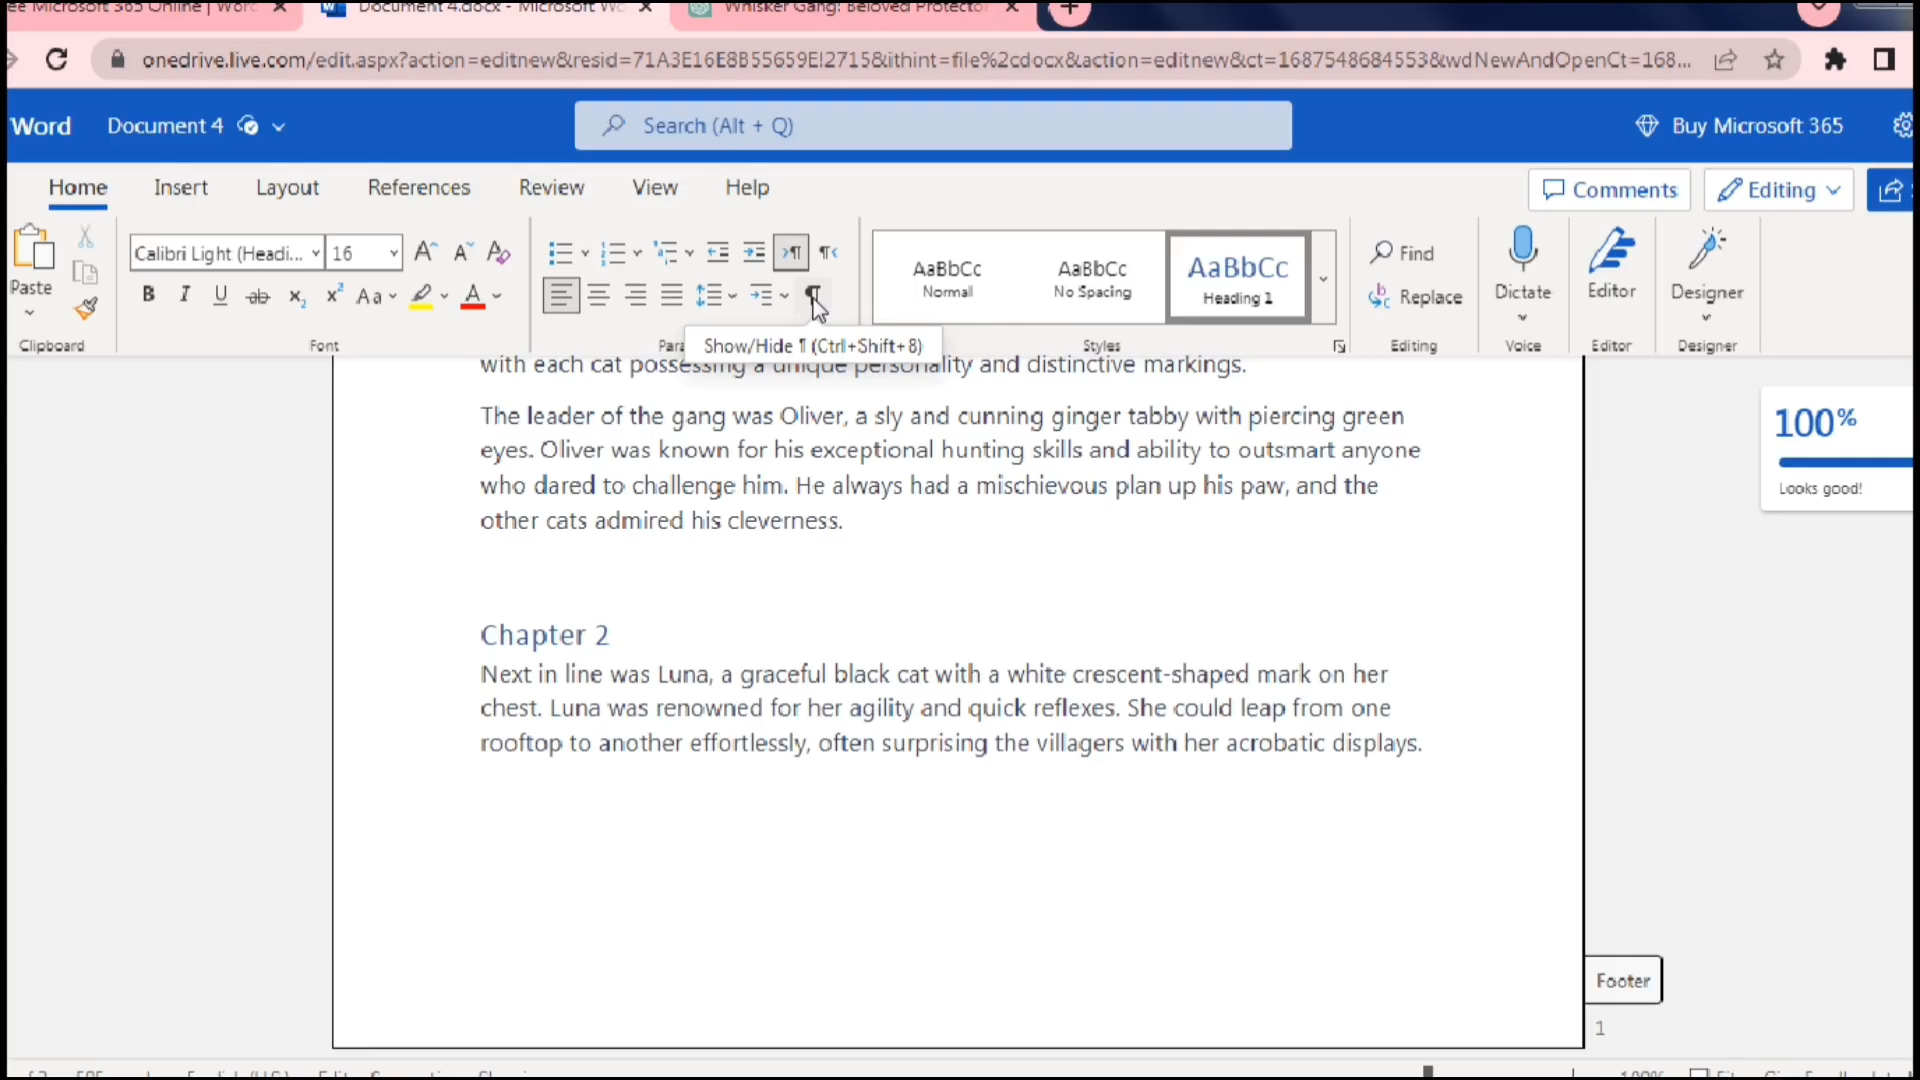 ee Microsoft 365 Online | Word
Document 4.docx - Microsoft Wo
Whisker Gang: Beloved Protector
onedrive.live.com/edit.aspx?action=editnew&resid=71A3E16E8B55659E!2715&ithint=file%2cdocx&action=editnew&ct=1687548684553&wdNewAndOpenCt=168...
Word Document 4 Search (Alt + Q) Buy Microsoft 365
Home Insert Layout References Review View Help Comments Editing
Paste
Calibri Light (Headi... 16
B I U ab x₂ x² Aa A
AaBbCc Normal
AaBbCc No Spacing
AaBbCc Heading 1
Find
Replace
Dictate
Editor
Designer
Clipboard Font Para Styles Editing Voice Editor Designer
Show/Hide ¶ (Ctrl+Shift+8)
with each cat possessing a unique personality and distinctive markings.
The leader of the gang was Oliver, a sly and cunning ginger tabby with piercing green
eyes. Oliver was known for his exceptional hunting skills and ability to outsmart anyone
who dared to challenge him. He always had a mischievous plan up his paw, and the
other cats admired his cleverness.
Chapter 2
Next in line was Luna, a graceful black cat with a white crescent-shaped mark on her
chest. Luna was renowned for her agility and quick reflexes. She could leap from one
rooftop to another effortlessly, often surprising the villagers with her acrobatic displays.
100%
Looks good!
Footer
1